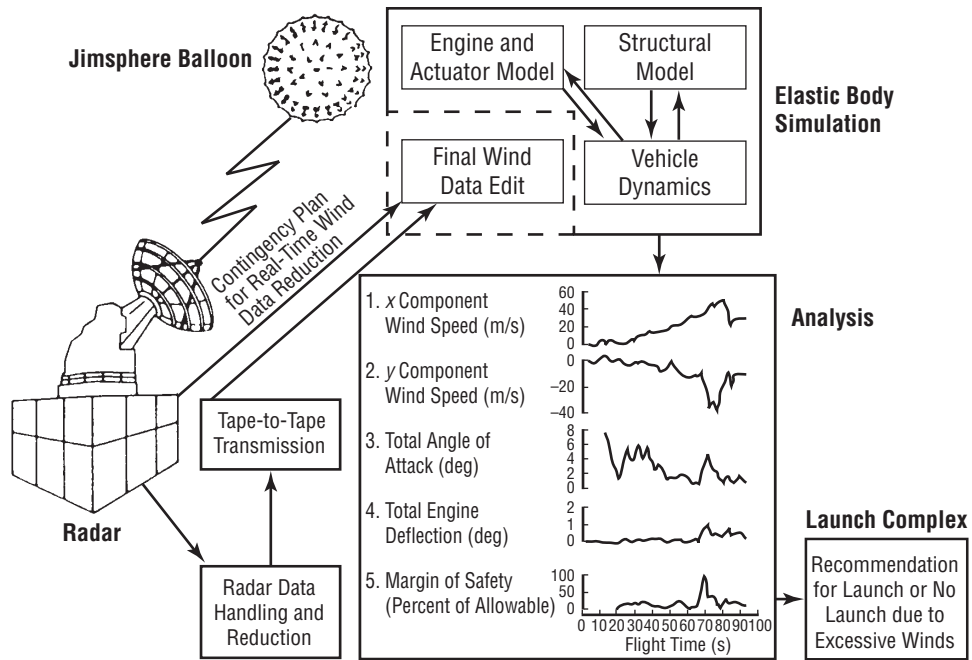 Jimsphere Balloon
Engine and
Actuator Model
Structural
Model
Elastic Body
Simulation
Final Wind
Data Edit
Vehicle
Dynamics
Contingency Plan
for Real-Time Wind
Data Reduction
Radar
Tape-to-Tape
Transmission
Radar Data
Handling and
Reduction
Analysis
1. x Component
Wind Speed (m/s)
60
40
20
0
2. y Component
Wind Speed (m/s)
0
–20
–40
3. Total Angle of
Attack (deg)
8
6
4
2
0
4. Total Engine
Deflection (deg)
2
1
0
5. Margin of Safety
(Percent of Allowable)
100
50
0
0 10 20 30 40 50 60 70 80 90 100
Flight Time (s)
Launch Complex
Recommendation
for Launch or No
Launch due to
Excessive Winds